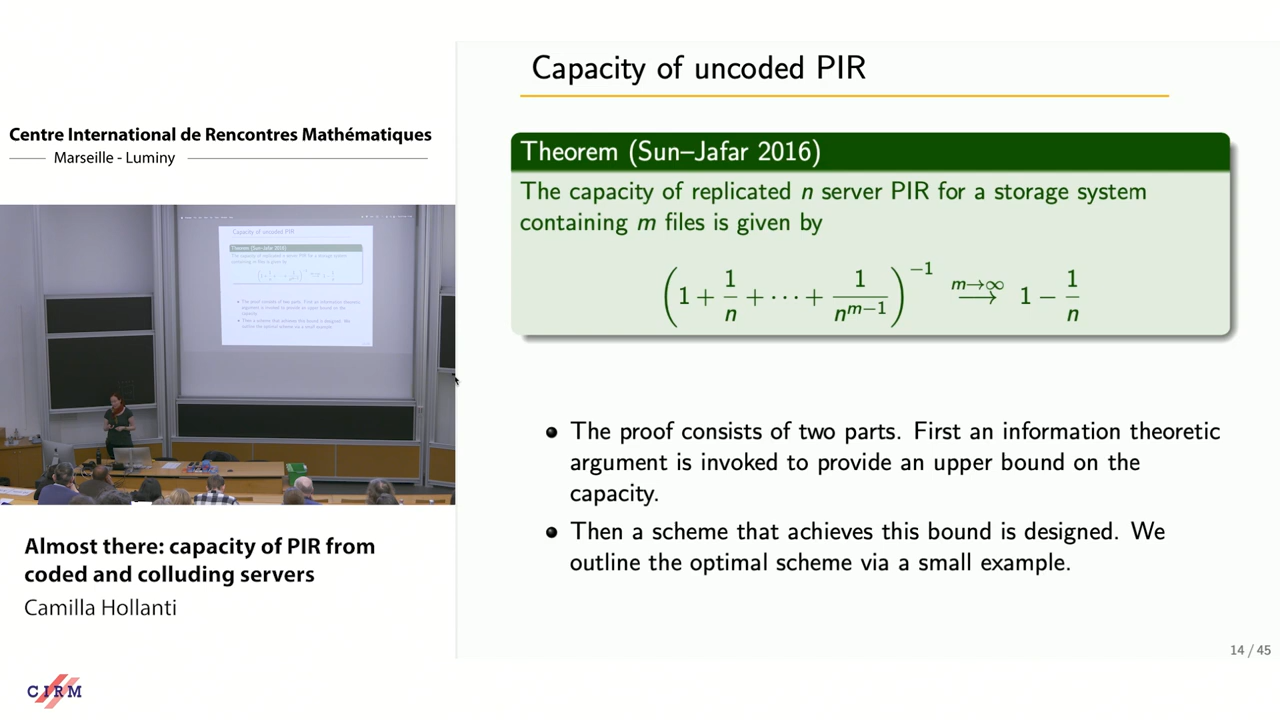 Centre International de Rencontres Mathématiques
Marseille - Luminy
Almost there: capacity of PIR from
coded and colluding servers
Camilla Hollanti
CIRM
Capacity of uncoded PIR
Theorem (Sun–Jafar 2016)
The capacity of replicated n server PIR for a storage system
containing m files is given by
(1 + 1/n + ⋯ + 1/n^{m−1})^{−1} \xrightarrow{m→∞} 1 − 1/n
• The proof consists of two parts. First an information theoretic
argument is invoked to provide an upper bound on the
capacity.
• Then a scheme that achieves this bound is designed. We
outline the optimal scheme via a small example.
14 / 45